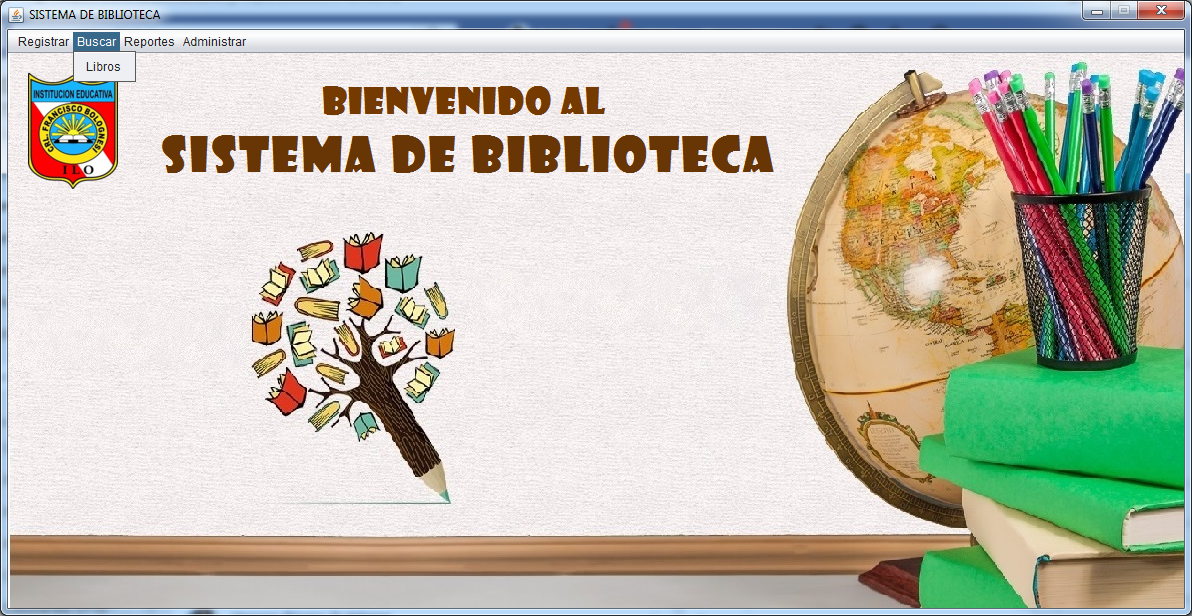 SISTEMA DE BIBLIOTECA
Registrar Buscar Reportes Administrar
Libros
INSTITUCION EDUCATIVA
CRL. FRANCISCO BOLOGNESI
ILO
BIENVENIDO AL
SISTEMA DE BIBLIOTECA